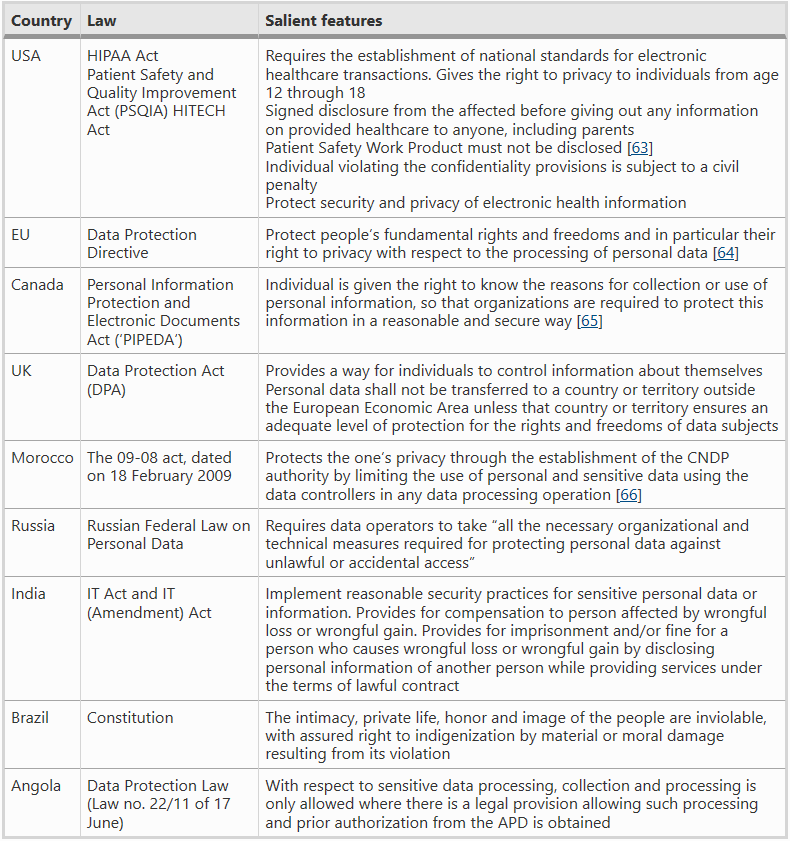 Country Law Salient features
USA HIPAA Act Requires the establishment of national standards for electronic
Patient Safety and healthcare transactions. Gives the right to privacy to individuals from age
Quality Improvement 12 through 18
Act (PSQIA) HITECH Signed disclosure from the affected before giving out any information
Act on provided healthcare to anyone, including parents
Patient Safety Work Product must not be disclosed [63]
Individual violating the confidentiality provisions is subject to a civil
penalty
Protect security and privacy of electronic health information
EU Data Protection Protect people’s fundamental rights and freedoms and in particular their
Directive right to privacy with respect to the processing of personal data [64]
Canada Personal Information Individual is given the right to know the reasons for collection or use of
Protection and personal information, so that organizations are required to protect this
Electronic Documents information in a reasonable and secure way [65]
Act (‘PIPEDA’)
UK Data Protection Act Provides a way for individuals to control information about themselves
(DPA) Personal data shall not be transferred to a country or territory outside
the European Economic Area unless that country or territory ensures an
adequate level of protection for the rights and freedoms of data subjects
Morocco The 09-08 act, dated Protects the one’s privacy through the establishment of the CNDP
on 18 February 2009 authority by limiting the use of personal and sensitive data using the
data controllers in any data processing operation [66]
Russia Russian Federal Law on Requires data operators to take “all the necessary organizational and
Personal Data technical measures required for protecting personal data against
unlawful or accidental access”
India IT Act and IT Implement reasonable security practices for sensitive personal data or
(Amendment) Act information. Provides for compensation to person affected by wrongful
loss or wrongful gain. Provides for imprisonment and/or fine for a
person who causes wrongful loss or wrongful gain by disclosing
personal information of another person while providing services under
the terms of lawful contract
Brazil Constitution The intimacy, private life, honor and image of the people are inviolable,
with assured right to indigenization by material or moral damage
resulting from its violation
Angola Data Protection Law With respect to sensitive data processing, collection and processing is
(Law no. 22/11 of 17 only allowed where there is a legal provision allowing such processing
June) and prior authorization from the APD is obtained